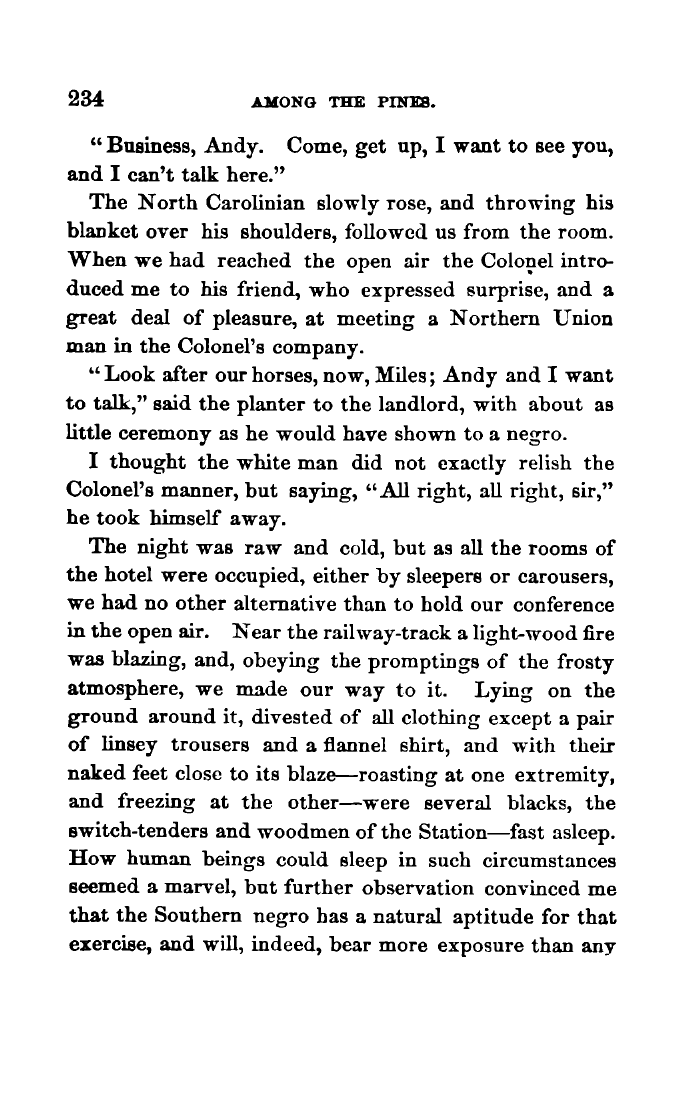 234 AMONG THE PINES.
"Business, Andy. Come, get up, I want to see you,
and I can't talk here."
The North Carolinian slowly rose, and throwing his
blanket over his shoulders, followed us from the room.
When we had reached the open air the Colonel intro-
duced me to his friend, who expressed surprise, and a
great deal of pleasure, at meeting a Northern Union
man in the Colonel's company.
"Look after our horses, now, Miles; Andy and I want
to talk," said the planter to the landlord, with about as
little ceremony as he would have shown to a negro.
I thought the white man did not exactly relish the
Colonel's manner, but saying, "All right, all right, sir,"
he took himself away.
The night was raw and cold, but as all the rooms of
the hotel were occupied, either by sleepers or carousers,
we had no other alternative than to hold our conference
in the open air. Near the railway-track a light-wood fire
was blazing, and, obeying the promptings of the frosty
atmosphere, we made our way to it. Lying on the
ground around it, divested of all clothing except a pair
of linsey trousers and a flannel shirt, and with their
naked feet close to its blaze—roasting at one extremity,
and freezing at the other—were several blacks, the
switch-tenders and woodmen of the Station—fast asleep.
How human beings could sleep in such circumstances
seemed a marvel, but further observation convinced me
that the Southern negro has a natural aptitude for that
exercise, and will, indeed, bear more exposure than any